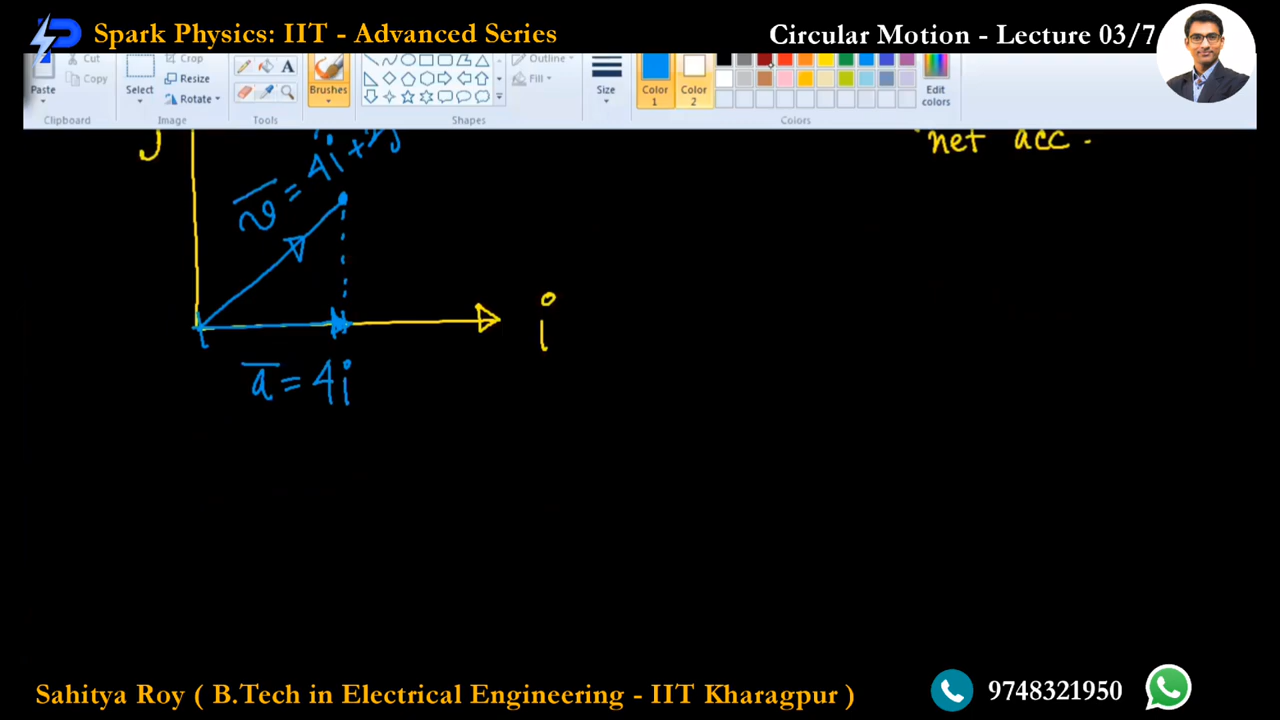 Spark Physics: IIT - Advanced Series
Circular Motion - Lecture 03/7
Cut
Copy
Paste
Clipboard
Crop
Resize
Rotate
Select
Image
A
Tools
Brushes
Outline
Fill
Shapes
Size
Color 1
Color 2
Edit colors
Colors
net acc.
j
v̅ = 4i +
i
a̅ = 4i
Sahitya Roy ( B.Tech in Electrical Engineering - IIT Kharagpur )
9748321950